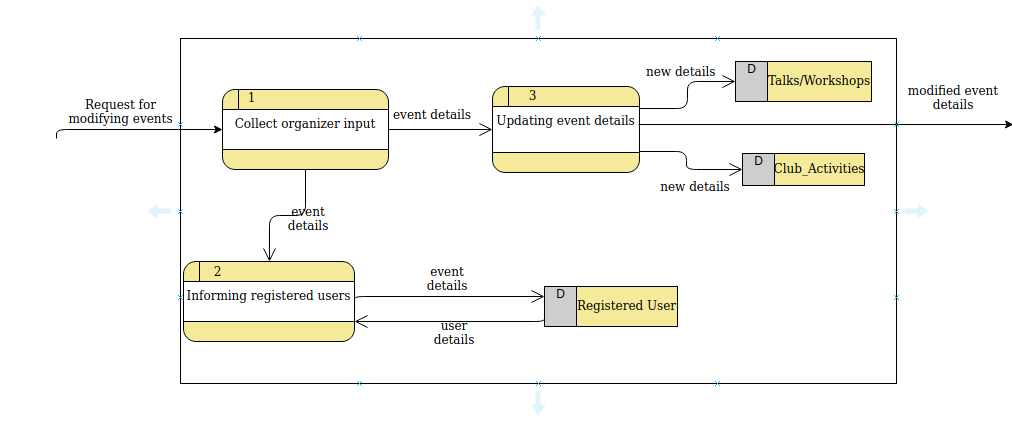 Request for
modifying events
1
Collect organizer input
event details
3
Updating event details
new details
D
Talks/Workshops
modified event
details
new details
D
Club_Activities
event
details
2
Informing registered users
event
details
user
details
D
Registered User